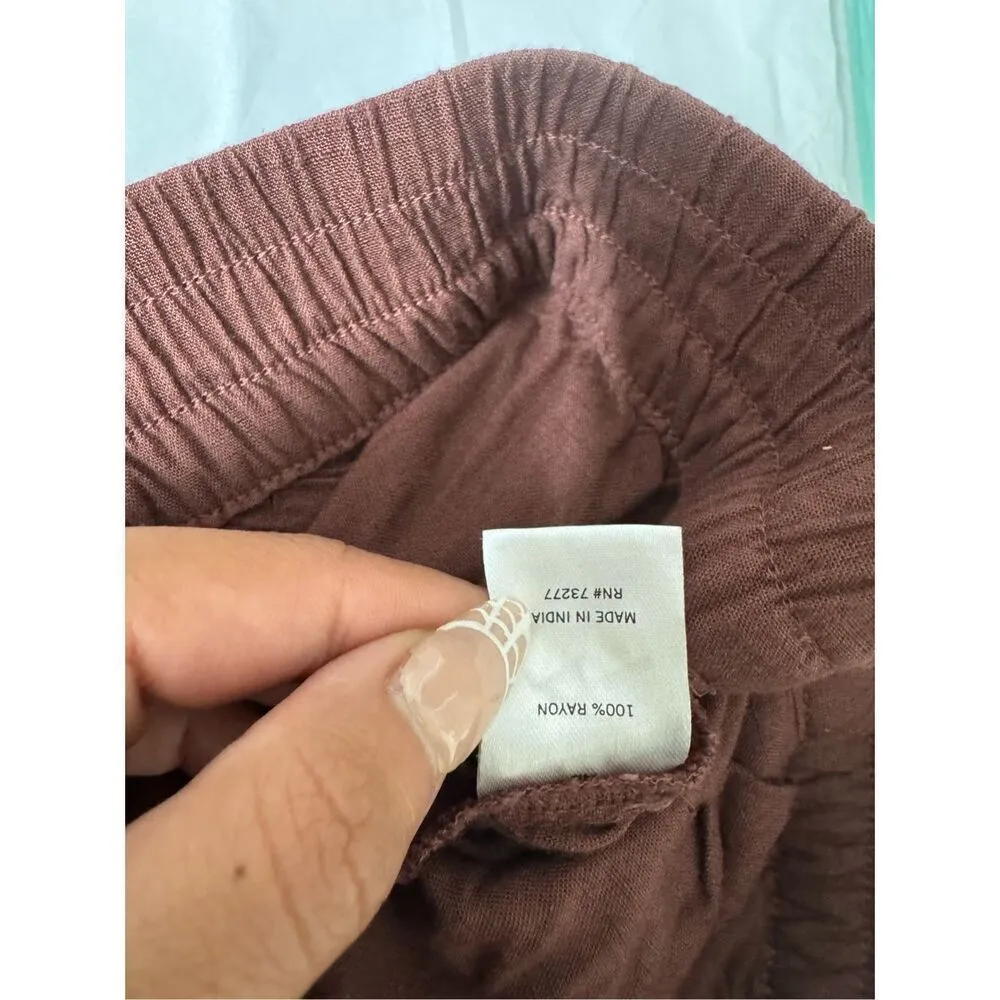 100% RAYON
MADE IN INDIA
RN# 73277